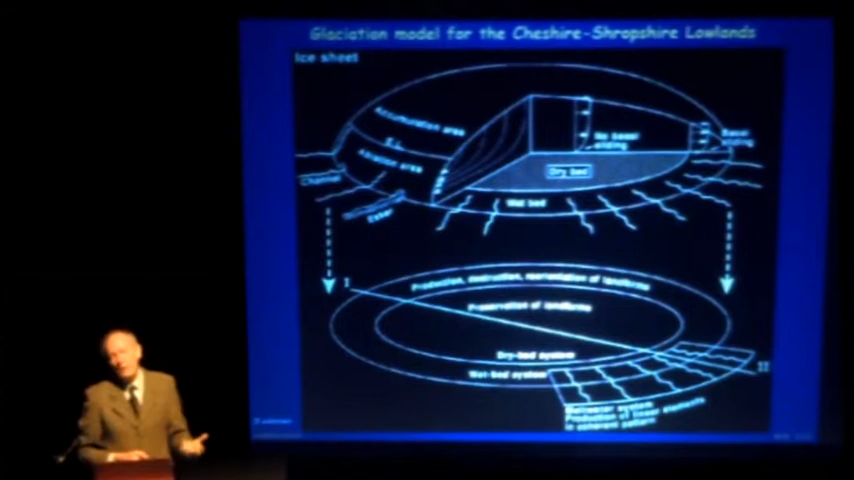 Glaciation model for the Cheshire-Shropshire Lowlands
Ice sheet
Accumulation area
E.L.
Ablation area
No basal
sliding
Basal
sliding
Dry bed
Channel
Esker
Wet bed
I
Production, destruction, reorientation of landforms
Preservation of landforms
Dry-bed system
Wet-bed system
II
Meltwater system
Production of linear elements
in coherent pattern